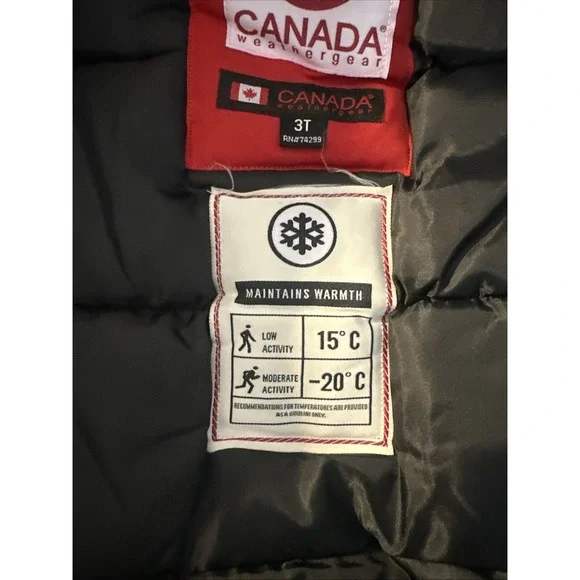 CANADA®
weathergear
CANADA®
weathergear
3T
RN#74299
MAINTAINS WARMTH
LOW
ACTIVITY
15°C
MODERATE
ACTIVITY
-20°C
RECOMMENDATIONS FOR TEMPERATURES ARE PROVIDED
AS A GUIDELINE ONLY.